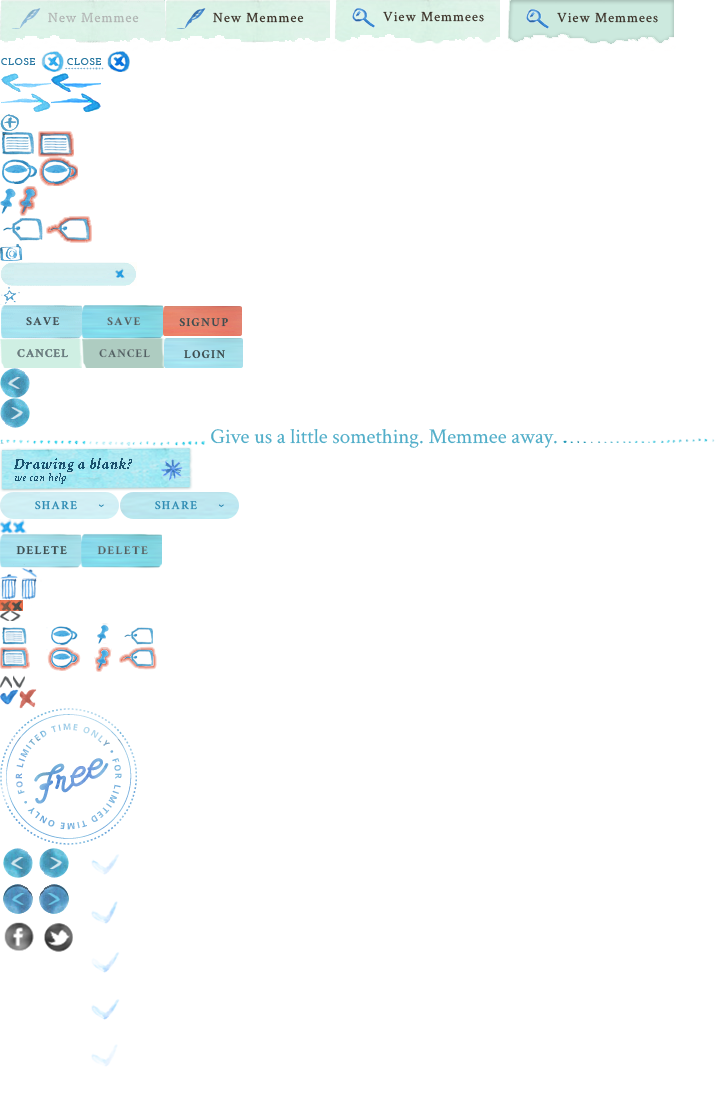 New Memmee New Memmee View Memmees View Memmees
CLOSE CLOSE
SAVE SAVE SIGNUP
CANCEL CANCEL LOGIN
Give us a little something. Memmee away.
Drawing a blank?
we can help
SHARE SHARE
DELETE DELETE
FOR LIMITED TIME ONLY • FOR LIMITED TIME ONLY •
Free